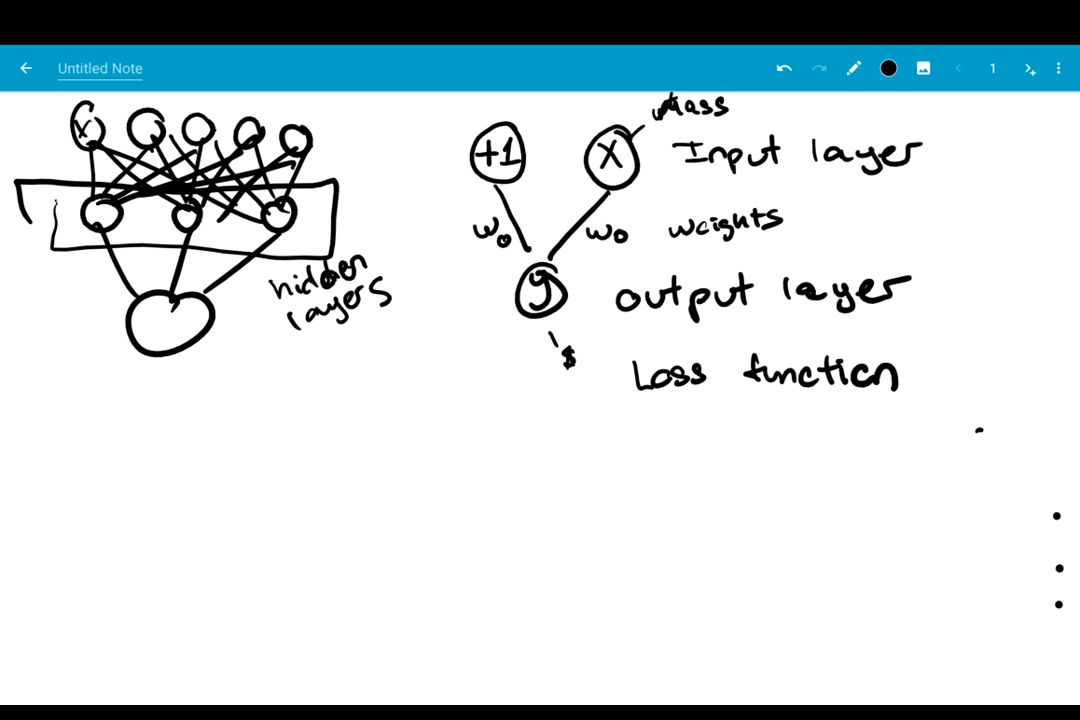 Untitled Note
1
x
hidden
layers
mass
+1
X
Input layer
w0
w0
weights
y
output layer
$
Loss function